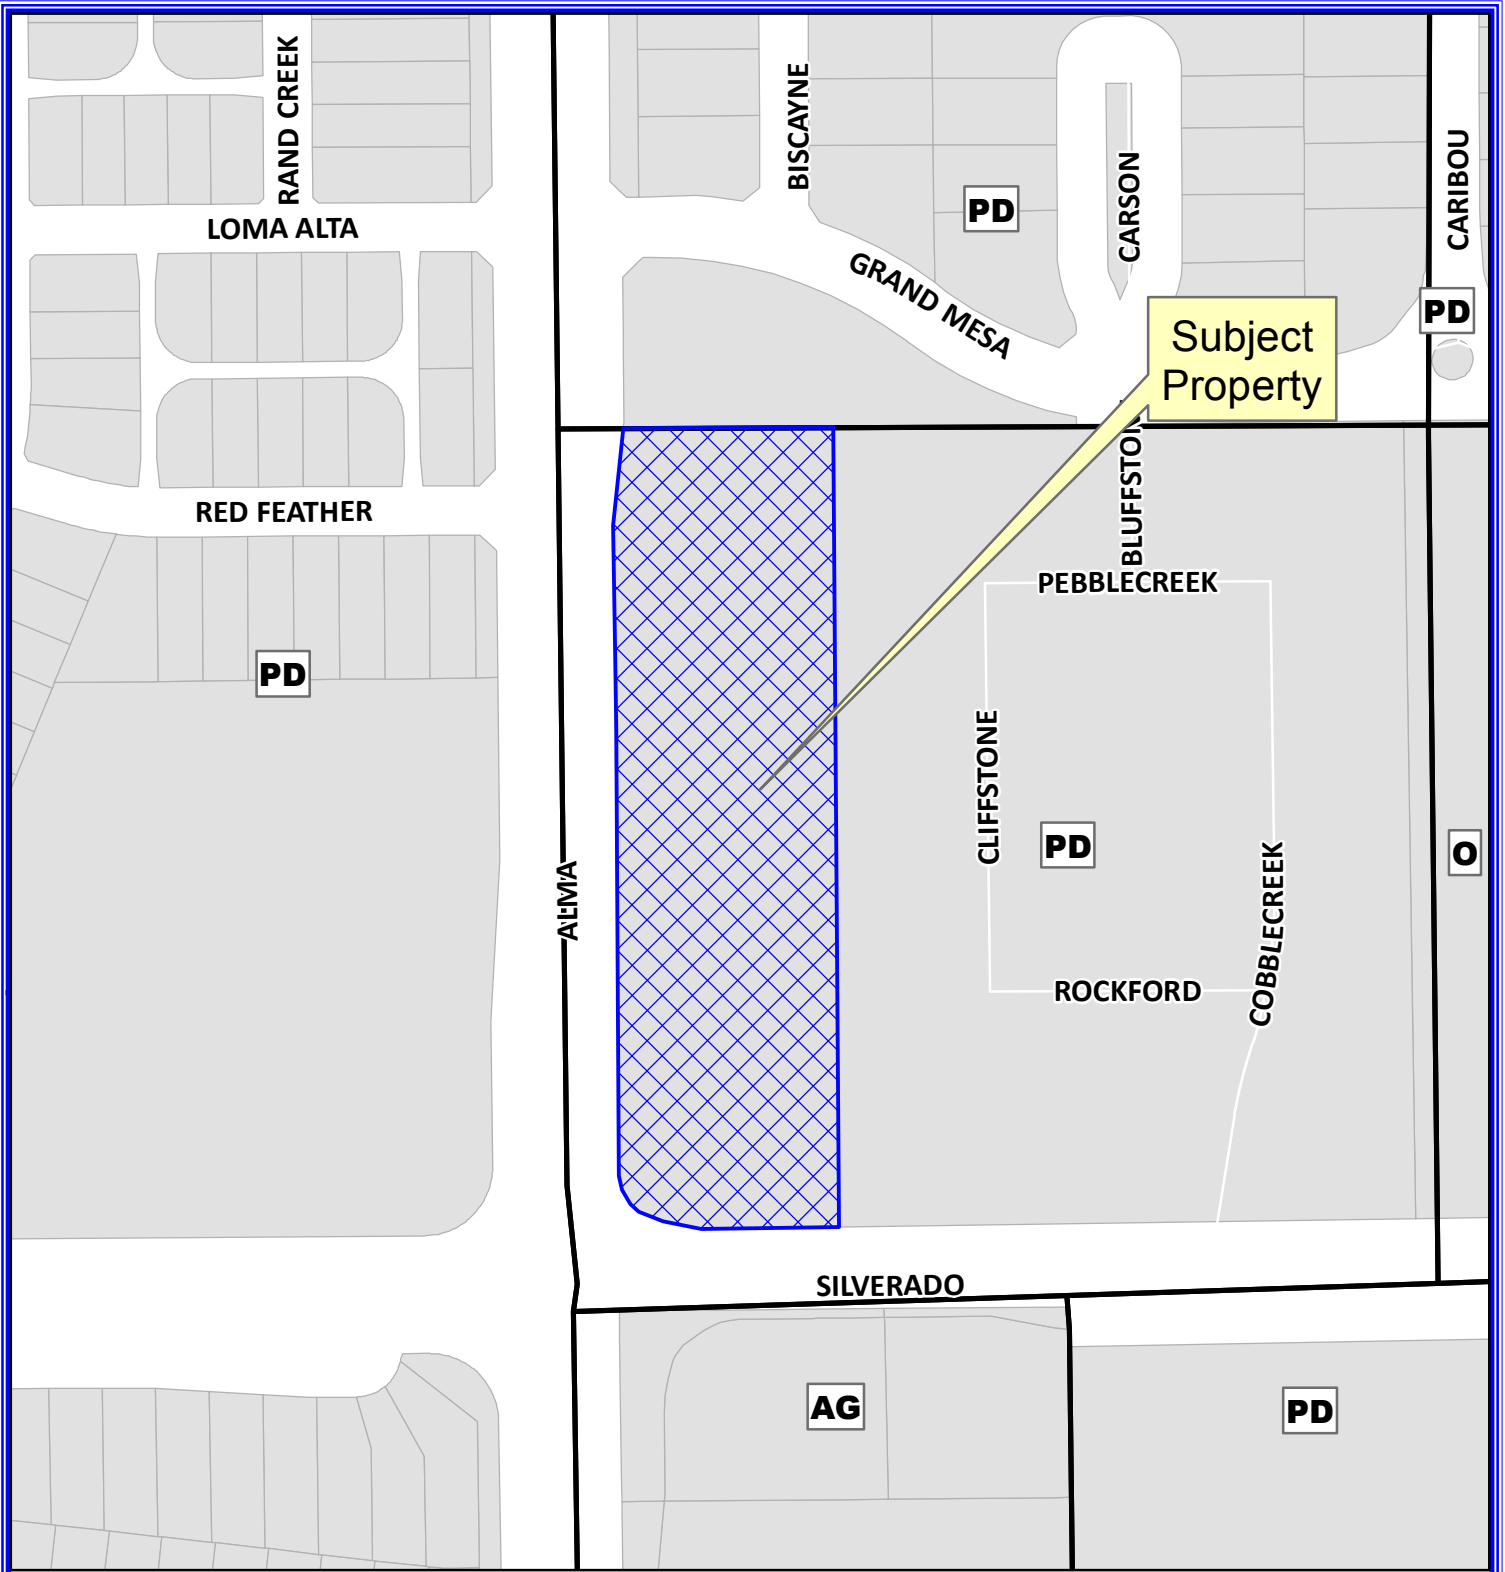 RAND CREEK
BISCAYNE
CARSON
CARIBOU
PD
LOMA ALTA
GRAND MESA
PD
Subject
Property
BLUFFSTONE
RED FEATHER
PEBBLECREEK
PD
CLIFFSTONE
PD
O
ALMA
COBBLECREEK
ROCKFORD
SILVERADO
AG
PD